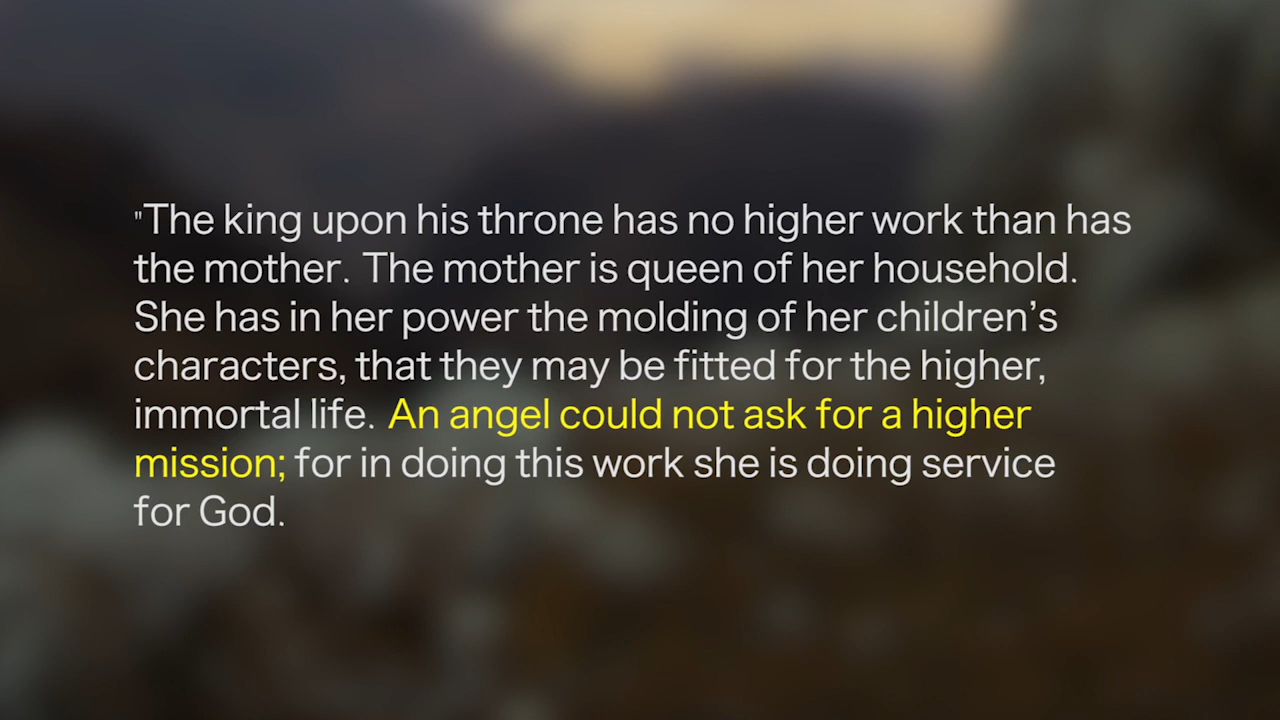 "The king upon his throne has no higher work than has
the mother. The mother is queen of her household.
She has in her power the molding of her children’s
characters, that they may be fitted for the higher,
immortal life. An angel could not ask for a higher
mission; for in doing this work she is doing service
for God.